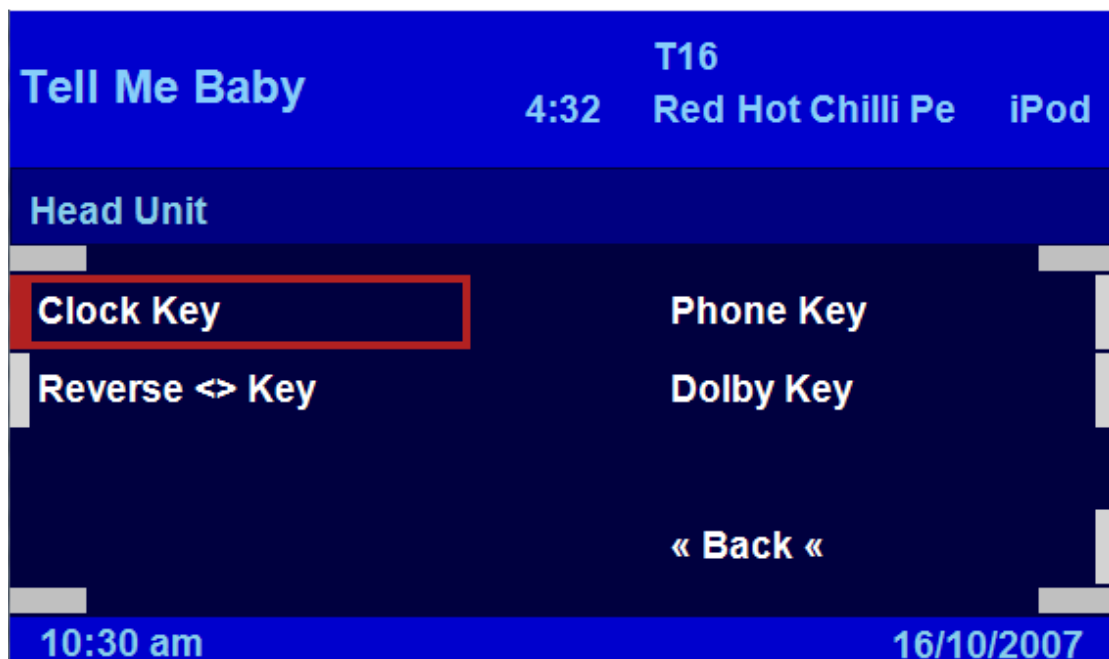 Tell Me Baby
T16
4:32 Red Hot Chilli Pe iPod
Head Unit
Clock Key Phone Key
Reverse <> Key Dolby Key
« Back «
10:30 am 16/10/2007